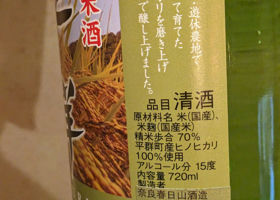 米酒
・遊休農地で
て育てた
リを磨き上げ
で醸し上げました。
品目 清酒
原材料名 米(国産)、
米麹(国産米)
精米歩合 70%
平群町産ヒノヒカリ
100%使用
アルコール分 15度
内容量 720ml
製造者
奈良春日山酒造